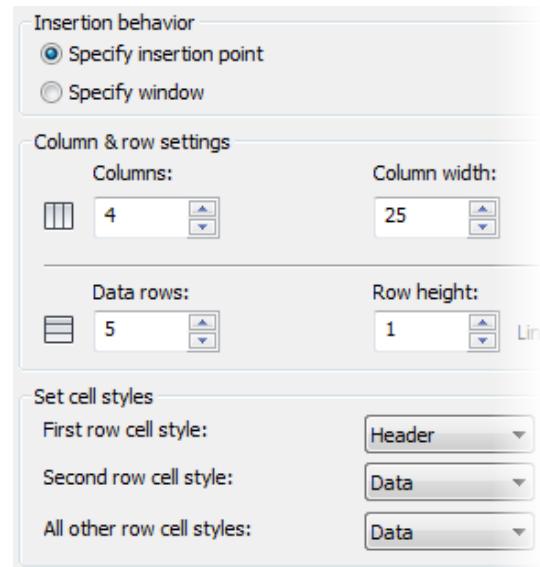 Insertion behavior
Specify insertion point
Specify window
Column & row settings
Columns: Column width:
4 25
Data rows: Row height:
5 1 Lin
Set cell styles
First row cell style: Header
Second row cell style: Data
All other row cell styles: Data